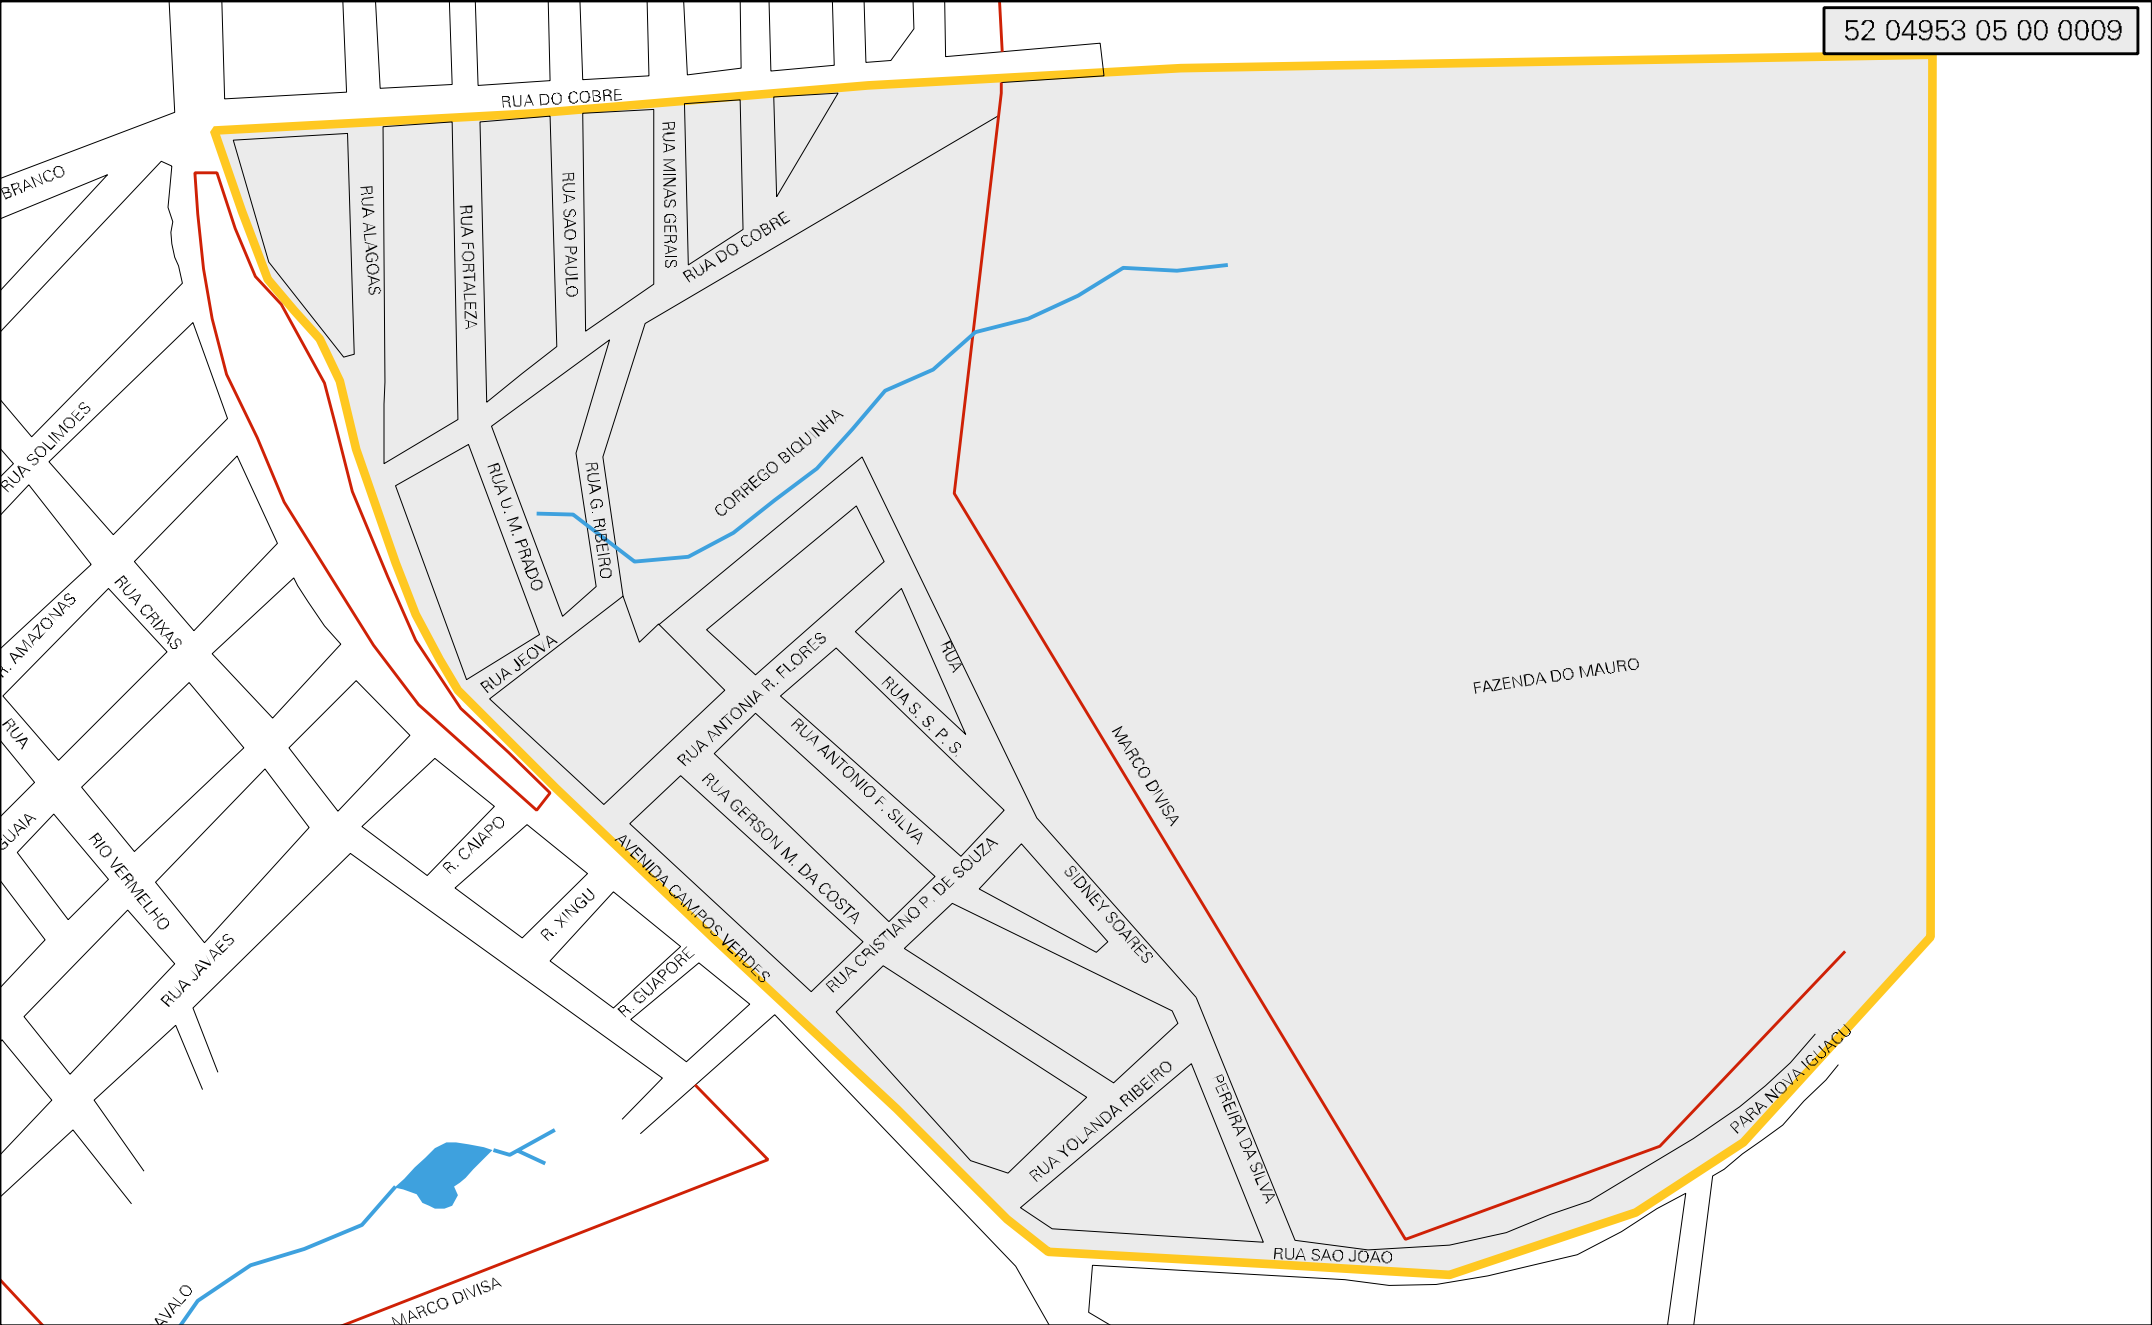 52 04953 05 00 0009
RUA DO COBRE
BRANCO
RUA ALAGOAS
RUA FORTALEZA
RUA SAO PAULO
RUA MINAS GERAIS
RUA DO COBRE
RUA SOLIMOES
CORREGO BIQUINHA
RUA U. M. PRADO
RUA G. RIBEIRO
R. AMAZONAS
RUA CRIXAS
RUA JEOVA
RUA ANTONIA R. FLORES
RUA
FAZENDA DO MAURO
RUA S. S. P. S.
RUA
RUA ANTONIO F. SILVA
MARCO DIVISA
RUA GERSON M. DA COSTA
GUAIA
RIO VERMELHO
R. CAIAPO
AVENIDA CAMPOS VERDES
RUA CRISTIANO P. DE SOUZA
SIDNEY SOARES
R. XINGU
RUA JAVAES
R. GUAPORE
PARA NOVA IGUACU
RUA YOLANDA RIBEIRO
PEREIRA DA SILVA
RUA SAO JOAO
AVALO
MARCO DIVISA